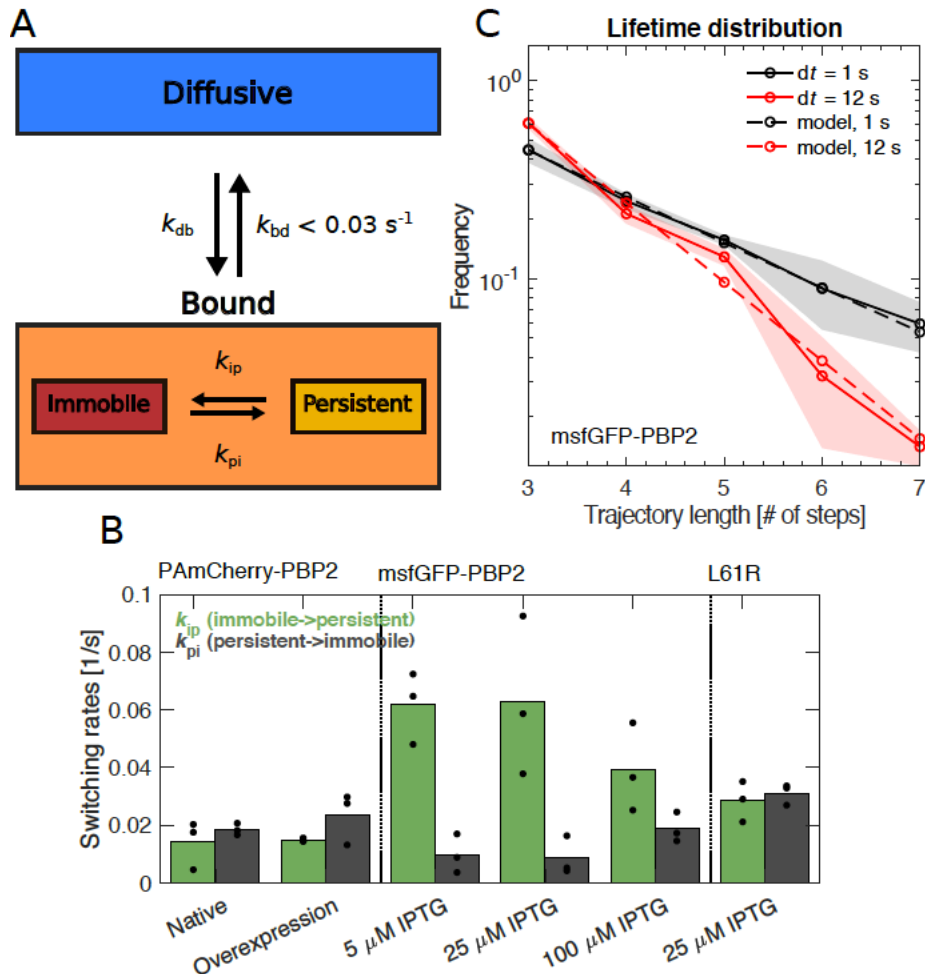 A
Diffusive
k_db
k_bd < 0.03 s⁻¹
Bound
k_ip
Immobile
Persistent
k_pi
C
Lifetime distribution
dt = 1 s
dt = 12 s
model, 1 s
model, 12 s
10⁰
10⁻¹
Frequency
msfGFP-PBP2
3 4 5 6 7
Trajectory length [# of steps]
B
PAmCherry-PBP2 msfGFP-PBP2 L61R
k_ip (immobile->persistent)
k_pi (persistent->immobile)
Switching rates [1/s]
0.1
0.08
0.06
0.04
0.02
0
Native
Overexpression
5 μM IPTG
25 μM IPTG
100 μM IPTG
25 μM IPTG